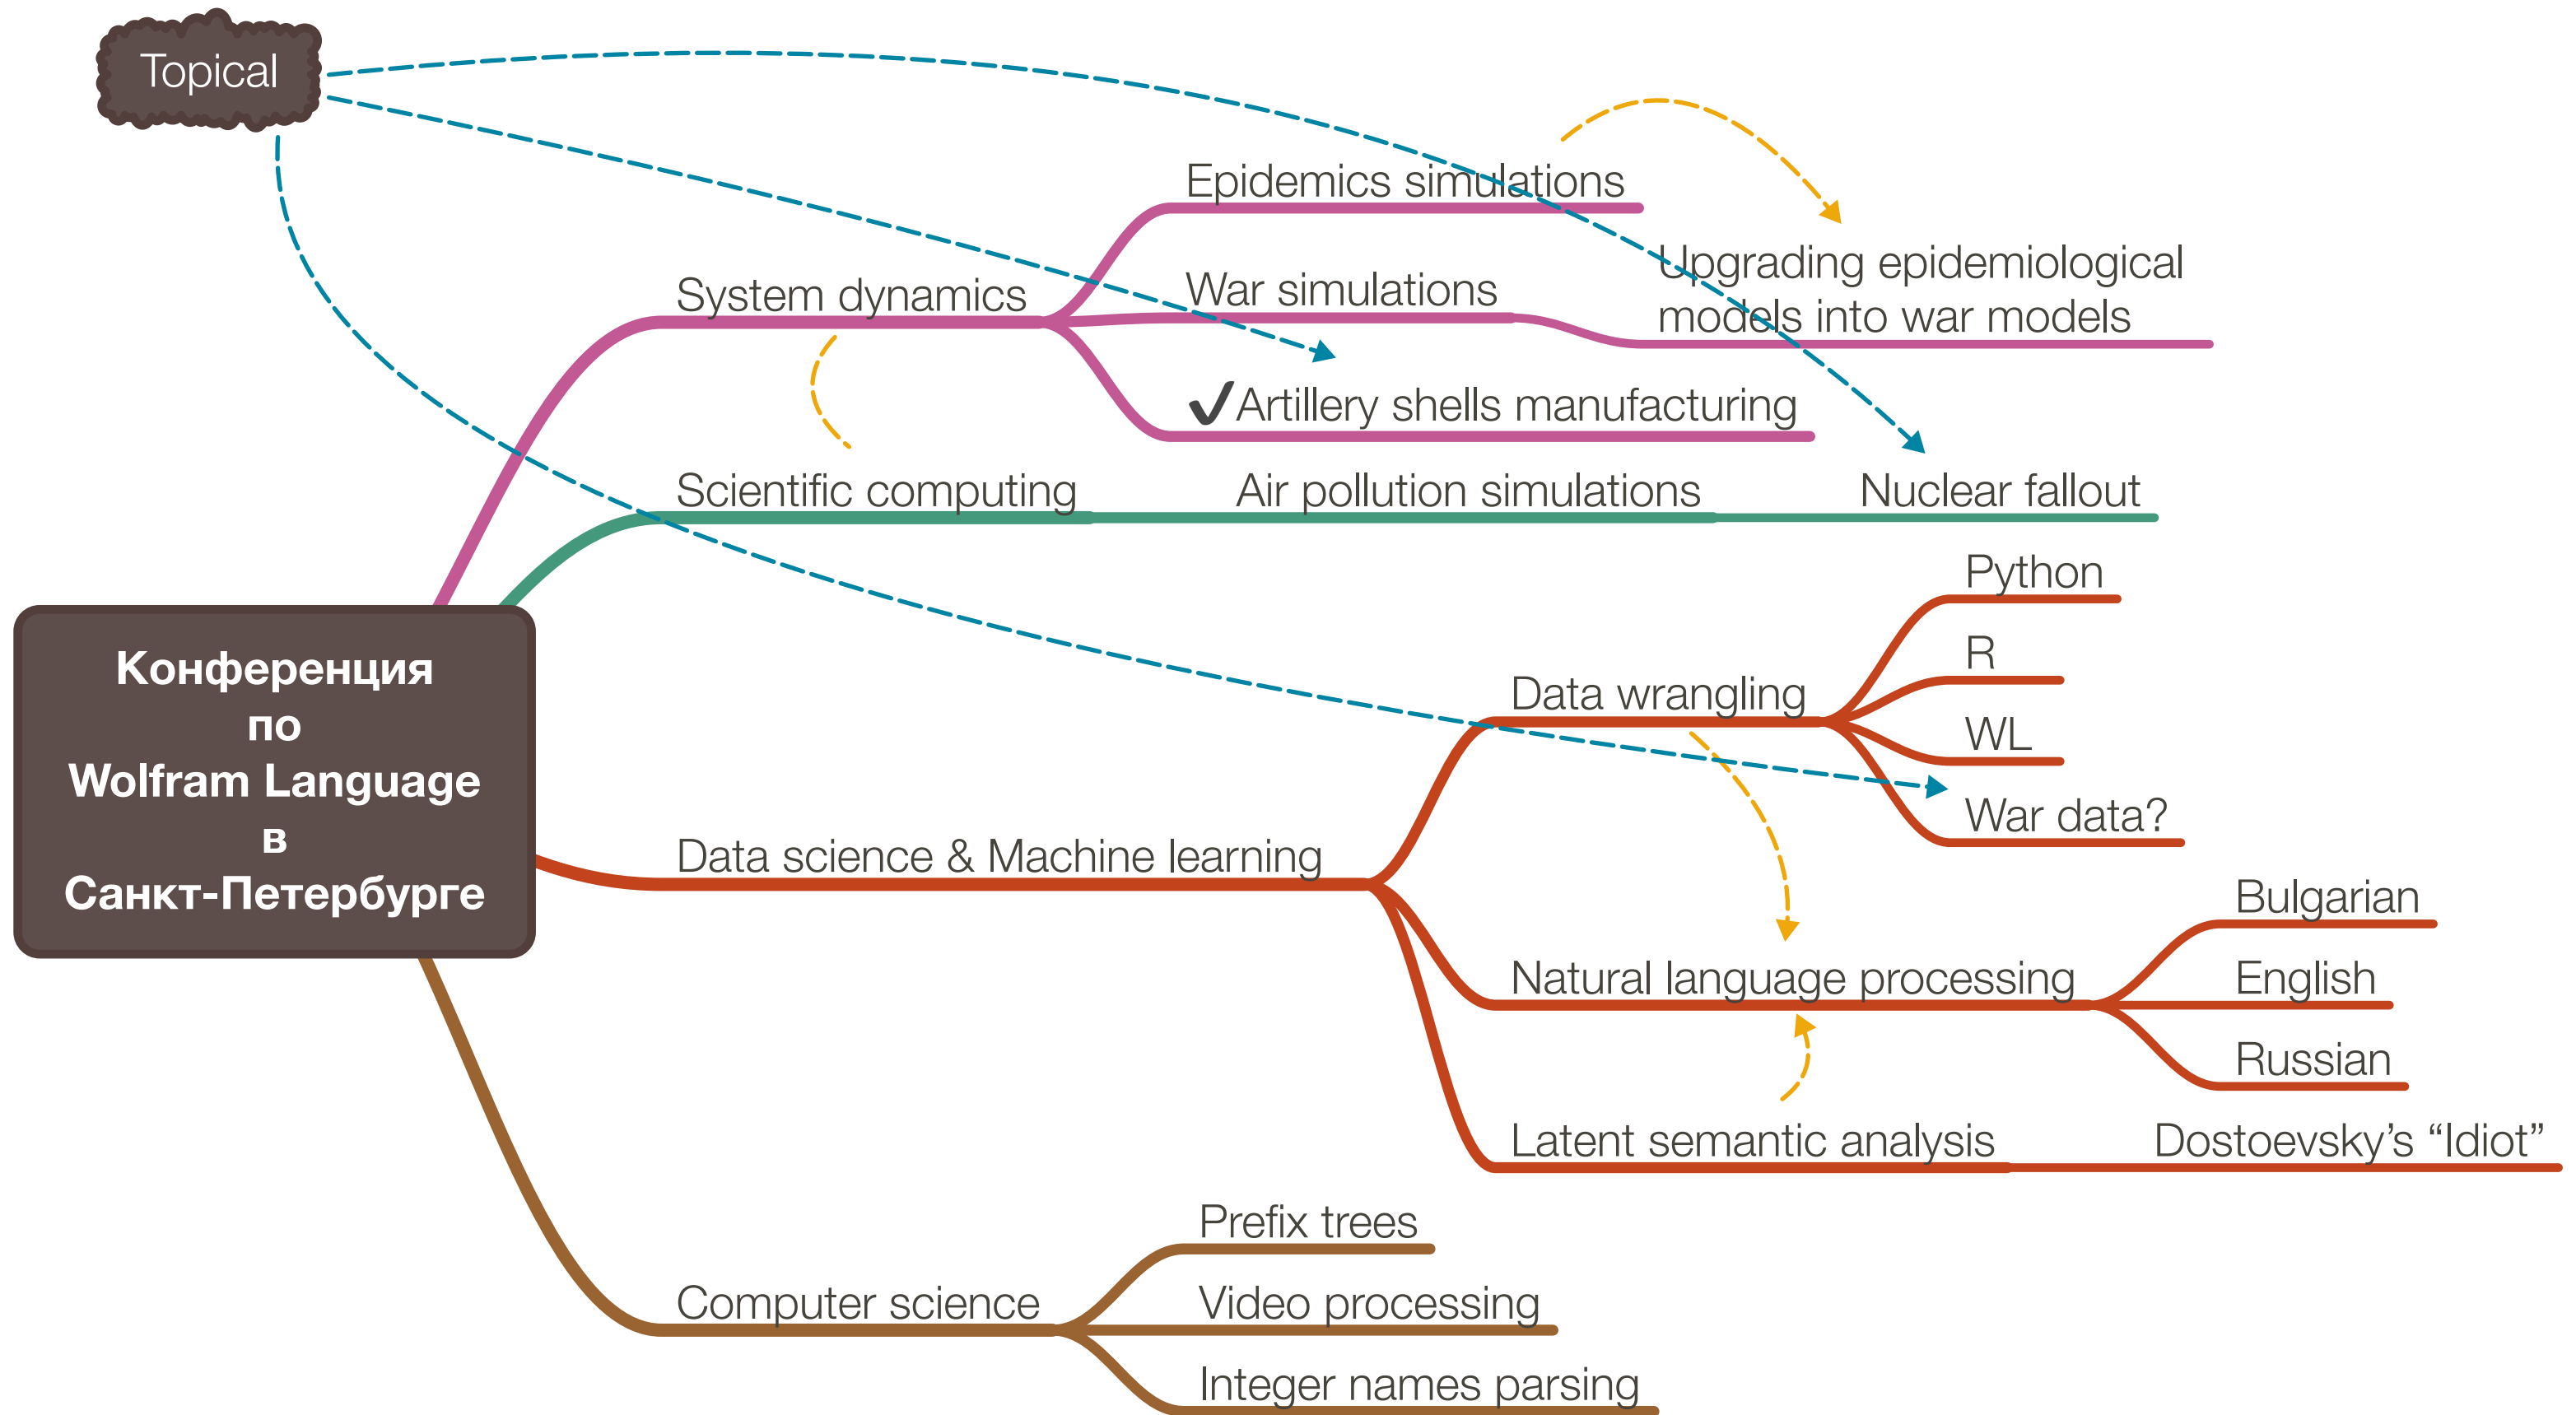 Topical
Epidemics simulations
Upgrading epidemiological
models into war models
System dynamics
War simulations
✔Artillery shells manufacturing
Scientific computing
Air pollution simulations
Nuclear fallout
Конференция
по
Wolfram Language
в
Санкт-Петербурге
Python
R
Data wrangling
WL
War data?
Data science & Machine learning
Bulgarian
Natural language processing
English
Russian
Latent semantic analysis
Dostoevsky’s “Idiot”
Prefix trees
Computer science
Video processing
Integer names parsing